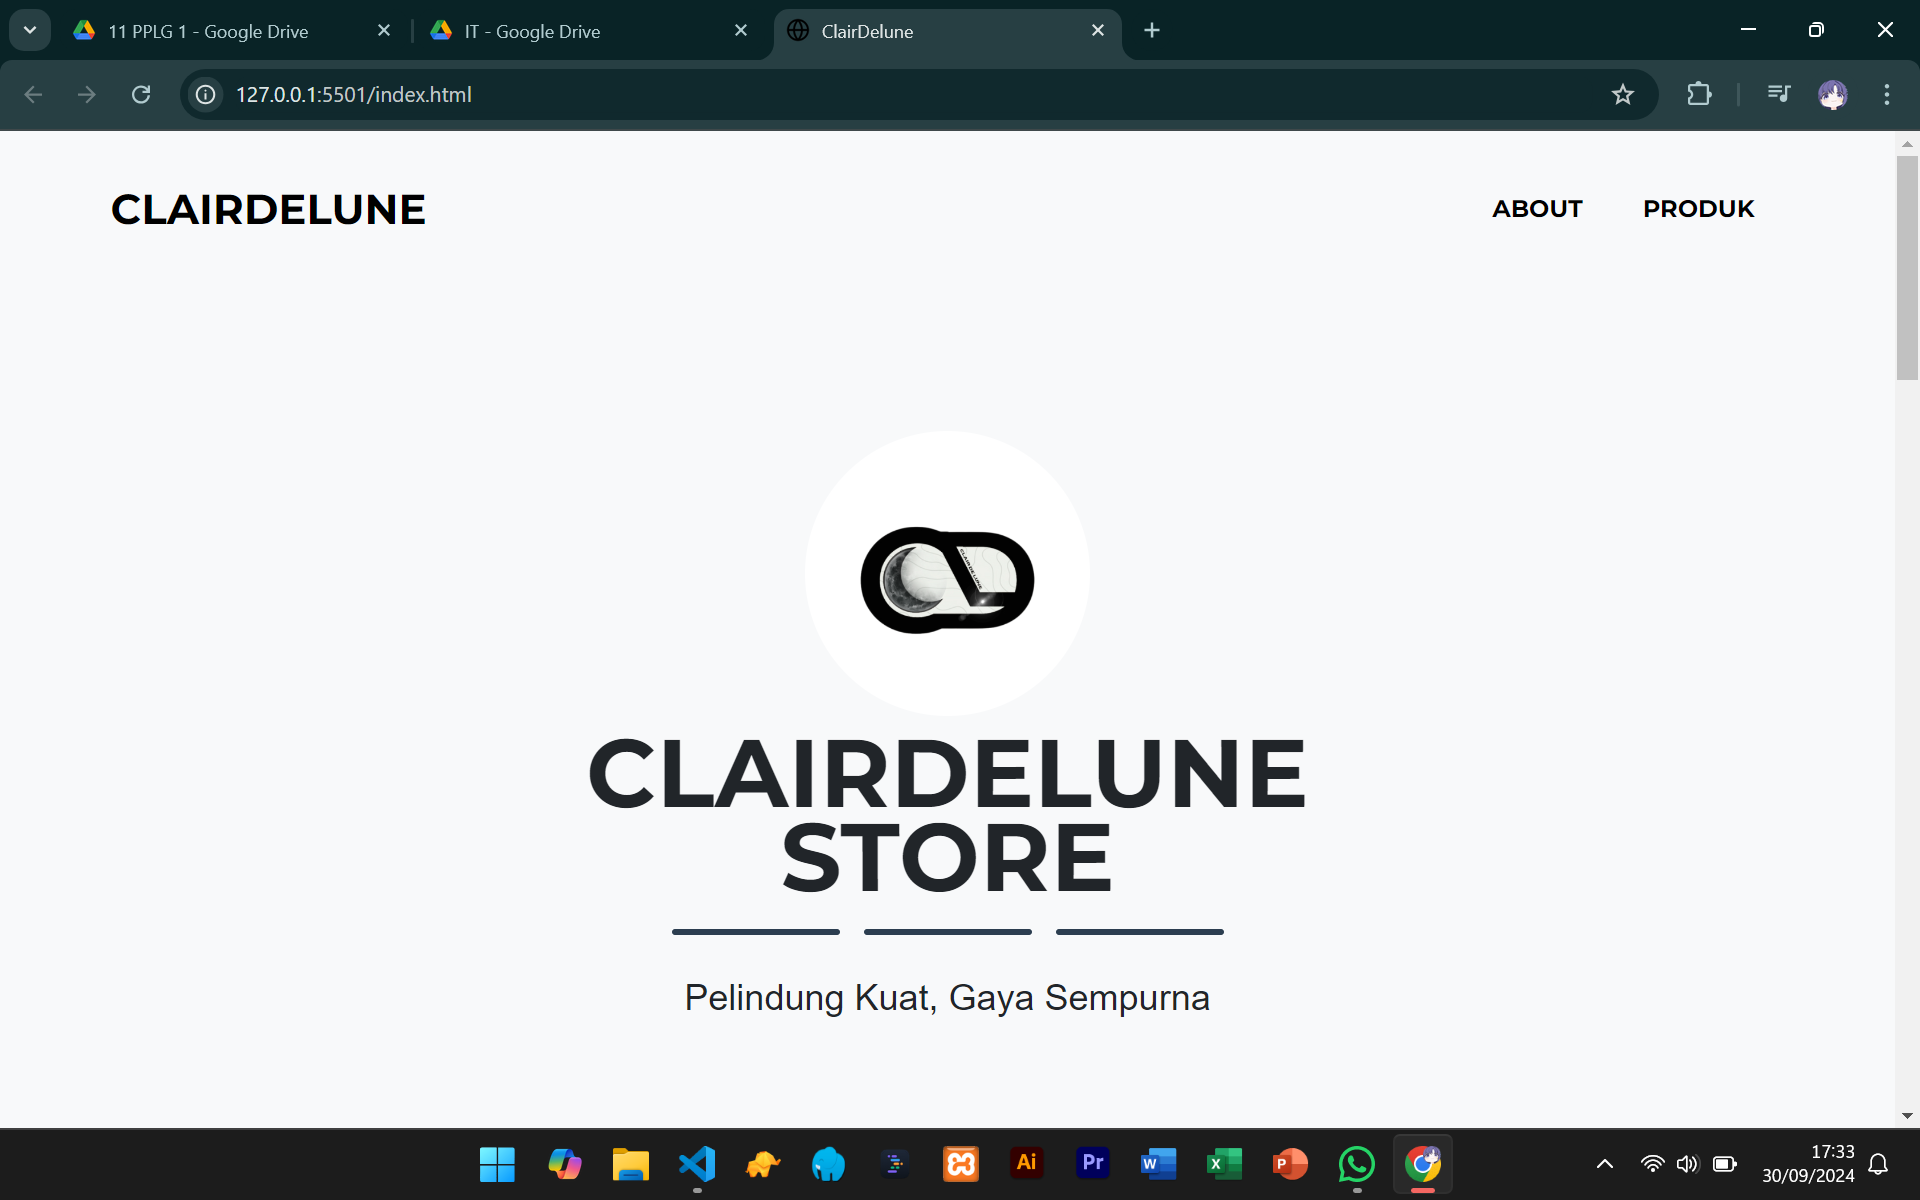 11 PPLG 1 - Google Drive
IT - Google Drive
ClairDelune
127.0.0.1:5501/index.html
CLAIRDELUNE
ABOUT
PRODUK
CLAIRDELUNE
CLAIRDELUNE
STORE
Pelindung Kuat, Gaya Sempurna
Ai
Pr
W
X
P
17:33
30/09/2024